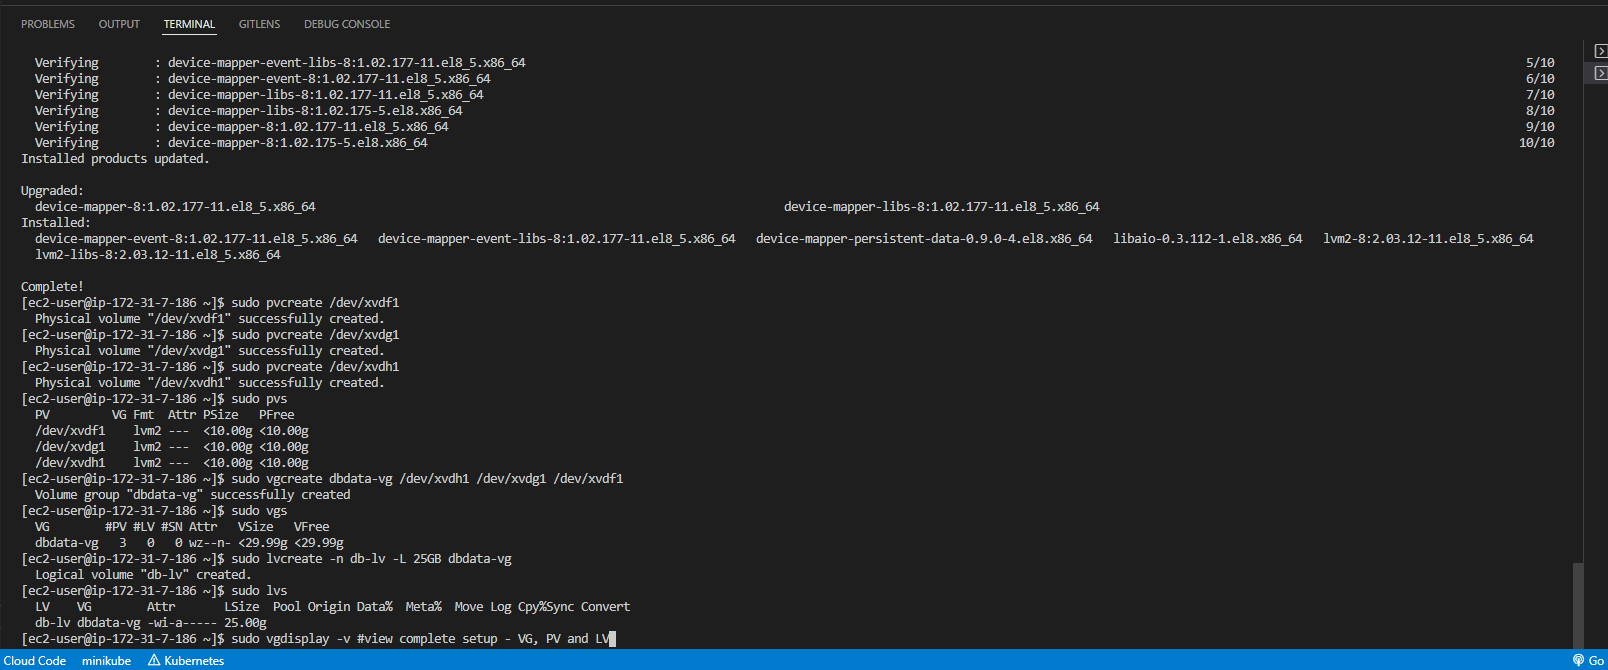 PROBLEMS OUTPUT TERMINAL GITLENS DEBUG CONSOLE
Verifying : device-mapper-event-libs-8:1.02.177-11.el8_5.x86_64 5/10
Verifying : device-mapper-event-8:1.02.177-11.el8_5.x86_64 6/10
Verifying : device-mapper-libs-8:1.02.177-11.el8_5.x86_64 7/10
Verifying : device-mapper-libs-8:1.02.175-5.el8.x86_64 8/10
Verifying : device-mapper-8:1.02.177-11.el8_5.x86_64 9/10
Verifying : device-mapper-8:1.02.175-5.el8.x86_64 10/10
Installed products updated.
Upgraded:
device-mapper-8:1.02.177-11.el8_5.x86_64 device-mapper-libs-8:1.02.177-11.el8_5.x86_64
Installed:
device-mapper-event-8:1.02.177-11.el8_5.x86_64 device-mapper-event-libs-8:1.02.177-11.el8_5.x86_64 device-mapper-persistent-data-0.9.0-4.el8.x86_64 libaio-0.3.112-1.el8.x86_64 lvm2-8:2.03.12-11.el8_5.x86_64
lvm2-libs-8:2.03.12-11.el8_5.x86_64
Complete!
[ec2-user@ip-172-31-7-186 ~]$ sudo pvcreate /dev/xvdf1
Physical volume "/dev/xvdf1" successfully created.
[ec2-user@ip-172-31-7-186 ~]$ sudo pvcreate /dev/xvdg1
Physical volume "/dev/xvdg1" successfully created.
[ec2-user@ip-172-31-7-186 ~]$ sudo pvcreate /dev/xvdh1
Physical volume "/dev/xvdh1" successfully created.
[ec2-user@ip-172-31-7-186 ~]$ sudo pvs
PV VG Fmt Attr PSize PFree
/dev/xvdf1 lvm2 --- <10.00g <10.00g
/dev/xvdg1 lvm2 --- <10.00g <10.00g
/dev/xvdh1 lvm2 --- <10.00g <10.00g
[ec2-user@ip-172-31-7-186 ~]$ sudo vgcreate dbdata-vg /dev/xvdh1 /dev/xvdg1 /dev/xvdf1
Volume group "dbdata-vg" successfully created
[ec2-user@ip-172-31-7-186 ~]$ sudo vgs
VG #PV #LV #SN Attr VSize VFree
dbdata-vg 3 0 0 wz--n- <29.99g <29.99g
[ec2-user@ip-172-31-7-186 ~]$ sudo lvcreate -n db-lv -L 25GB dbdata-vg
Logical volume "db-lv" created.
[ec2-user@ip-172-31-7-186 ~]$ sudo lvs
LV VG Attr LSize Pool Origin Data% Meta% Move Log Cpy%Sync Convert
db-lv dbdata-vg -wi-a----- 25.00g
[ec2-user@ip-172-31-7-186 ~]$ sudo vgdisplay -v #view complete setup - VG, PV and LV
Cloud Code minikube Kubernetes Go